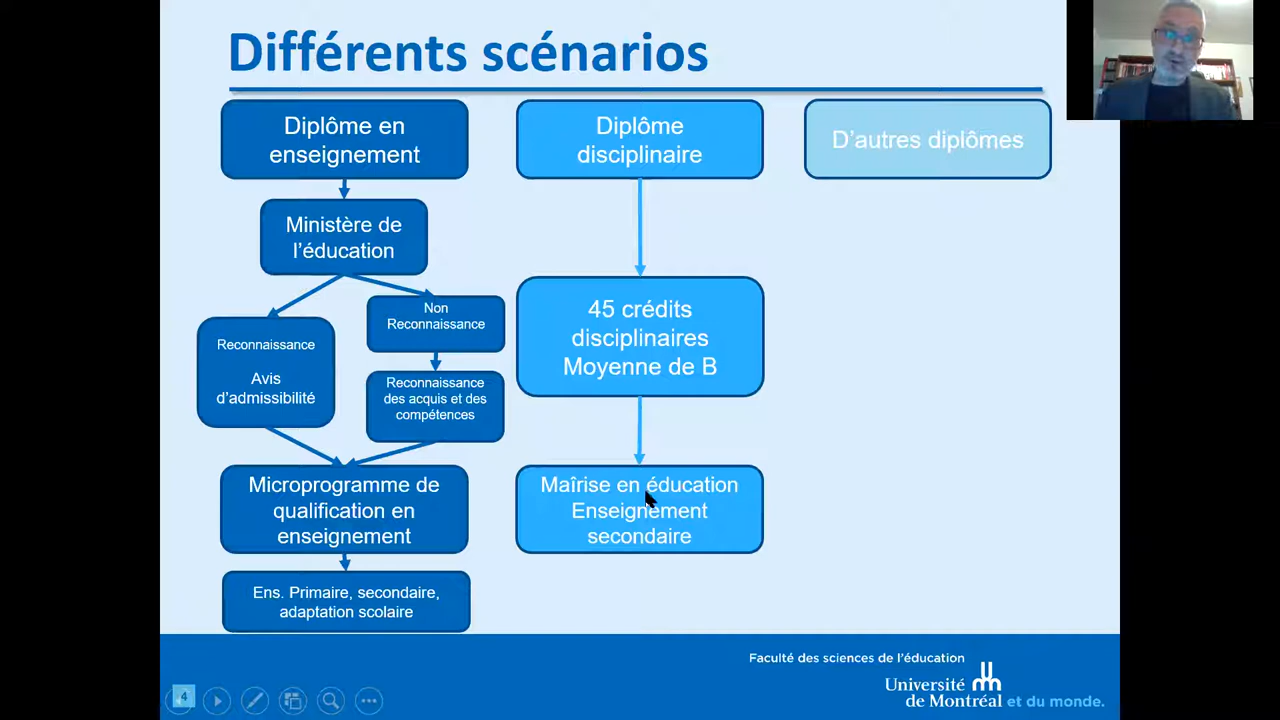 Différents scénarios
Diplôme en
enseignement
Ministère de
l'éducation
Reconnaissance
Avis
d'admissibilité
Non
Reconnaissance
Reconnaissance
des acquis et des
compétences
Microprogramme de
qualification en
enseignement
Ens. Primaire, secondaire,
adaptation scolaire
Diplôme
disciplinaire
45 crédits
disciplinaires
Moyenne de B
Maîrise en éducation
Enseignement
secondaire
D'autres diplômes
4
Faculté des sciences de l'éducation
Université
de Montréal et du monde.